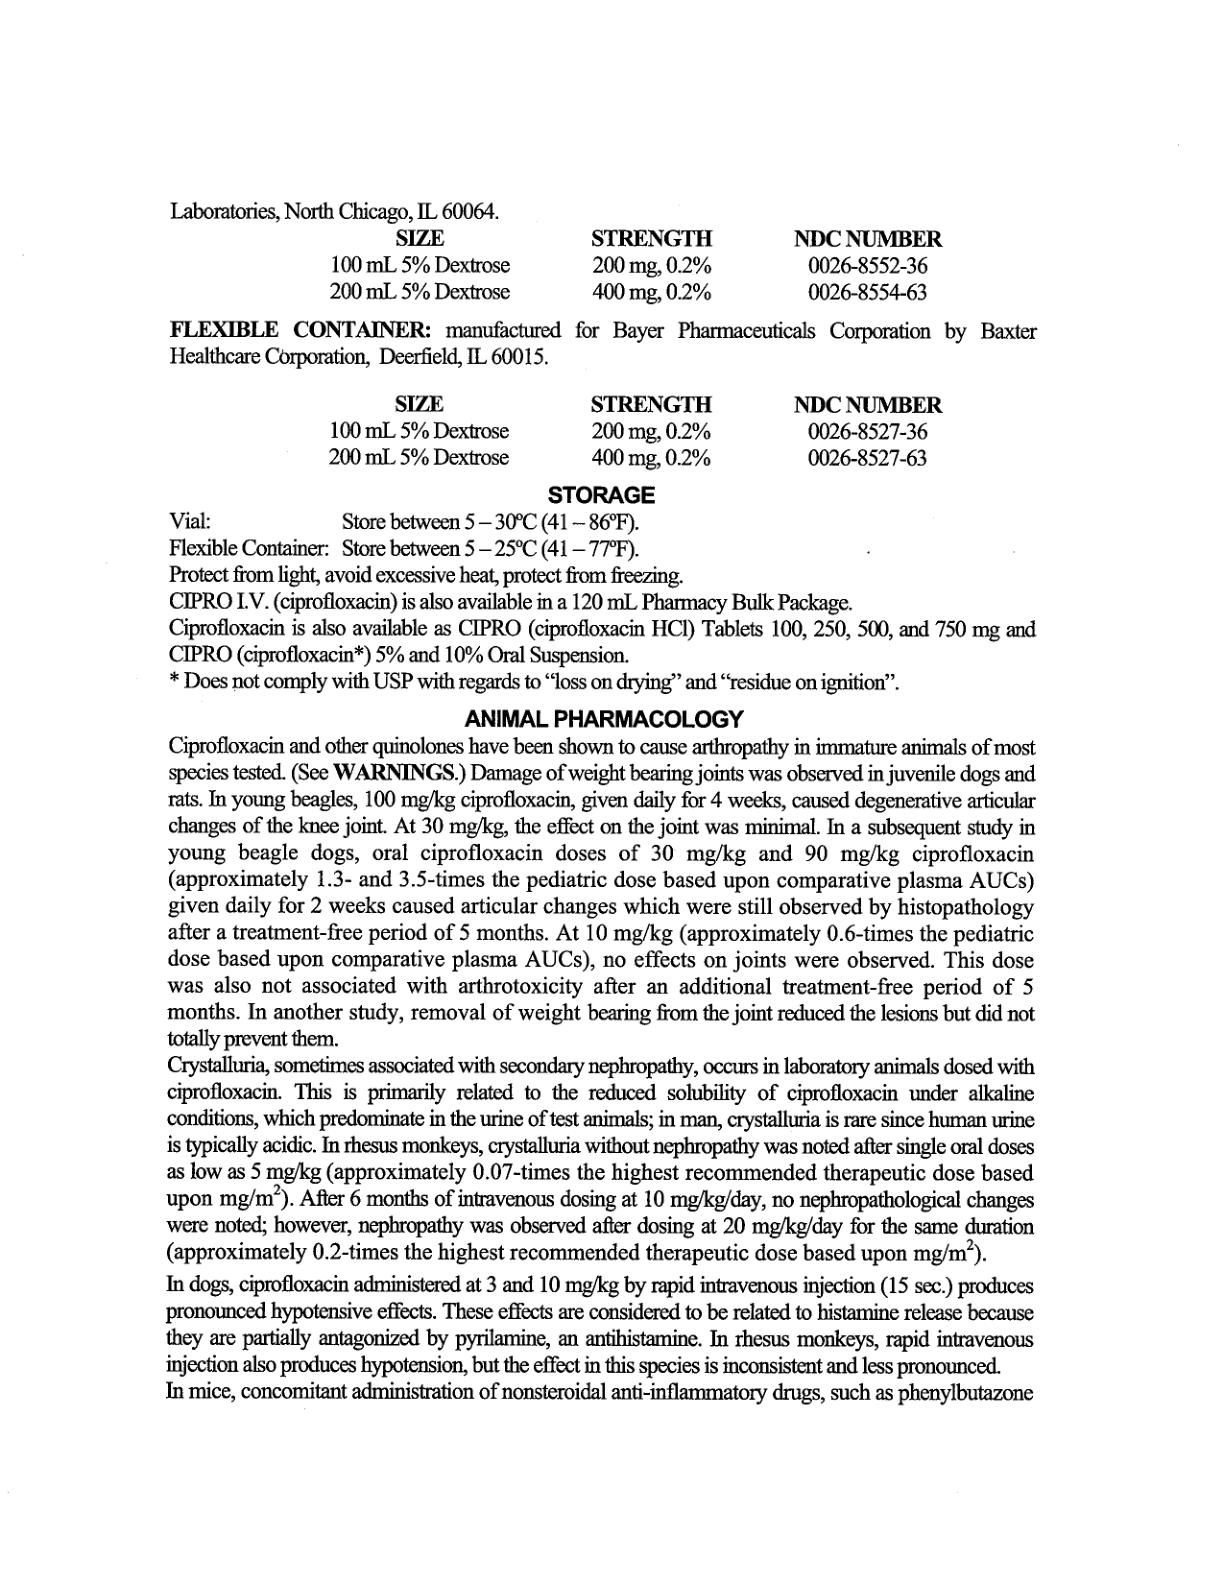 Laboratories, North Chicago, IL 60064.
SIZE STRENGTH NDC NUMBER
100 mL 5% Dextrose 200 mg, 0.2% 0026-8552-36
200 mL 5% Dextrose 400 mg, 0.2% 0026-8554-63
FLEXIBLE CONTAINER: manufactured for Bayer Pharmaceuticals Corporation by Baxter
Healthcare Corporation, Deerfield, IL 60015.
SIZE STRENGTH NDC NUMBER
100 mL 5% Dextrose 200 mg, 0.2% 0026-8527-36
200 mL 5% Dextrose 400 mg, 0.2% 0026-8527-63
STORAGE
Vial: Store between 5 – 30ºC (41 – 86ºF).
Flexible Container: Store between 5 – 25ºC (41 – 77ºF).
Protect from light, avoid excessive heat, protect from freezing.
CIPRO I.V. (ciprofloxacin) is also available in a 120 mL Pharmacy Bulk Package.
Ciprofloxacin is also available as CIPRO (ciprofloxacin HCl) Tablets 100, 250, 500, and 750 mg and
CIPRO (ciprofloxacin*) 5% and 10% Oral Suspension.
* Does not comply with USP with regards to “loss on drying” and “residue on ignition”.
ANIMAL PHARMACOLOGY
Ciprofloxacin and other quinolones have been shown to cause arthropathy in immature animals of most
species tested. (See WARNINGS.) Damage of weight bearing joints was observed in juvenile dogs and
rats. In young beagles, 100 mg/kg ciprofloxacin, given daily for 4 weeks, caused degenerative articular
changes of the knee joint. At 30 mg/kg, the effect on the joint was minimal. In a subsequent study in
young beagle dogs, oral ciprofloxacin doses of 30 mg/kg and 90 mg/kg ciprofloxacin
(approximately 1.3- and 3.5-times the pediatric dose based upon comparative plasma AUCs)
given daily for 2 weeks caused articular changes which were still observed by histopathology
after a treatment-free period of 5 months. At 10 mg/kg (approximately 0.6-times the pediatric
dose based upon comparative plasma AUCs), no effects on joints were observed. This dose
was also not associated with arthrotoxicity after an additional treatment-free period of 5
months. In another study, removal of weight bearing from the joint reduced the lesions but did not
totally prevent them.
Crystalluria, sometimes associated with secondary nephropathy, occurs in laboratory animals dosed with
ciprofloxacin. This is primarily related to the reduced solubility of ciprofloxacin under alkaline
conditions, which predominate in the urine of test animals; in man, crystalluria is rare since human urine
is typically acidic. In rhesus monkeys, crystalluria without nephropathy was noted after single oral doses
as low as 5 mg/kg (approximately 0.07-times the highest recommended therapeutic dose based
upon mg/m²). After 6 months of intravenous dosing at 10 mg/kg/day, no nephropathological changes
were noted; however, nephropathy was observed after dosing at 20 mg/kg/day for the same duration
(approximately 0.2-times the highest recommended therapeutic dose based upon mg/m²).
In dogs, ciprofloxacin administered at 3 and 10 mg/kg by rapid intravenous injection (15 sec.) produces
pronounced hypotensive effects. These effects are considered to be related to histamine release because
they are partially antagonized by pyrilamine, an antihistamine. In rhesus monkeys, rapid intravenous
injection also produces hypotension, but the effect in this species is inconsistent and less pronounced.
In mice, concomitant administration of nonsteroidal anti-inflammatory drugs, such as phenylbutazone